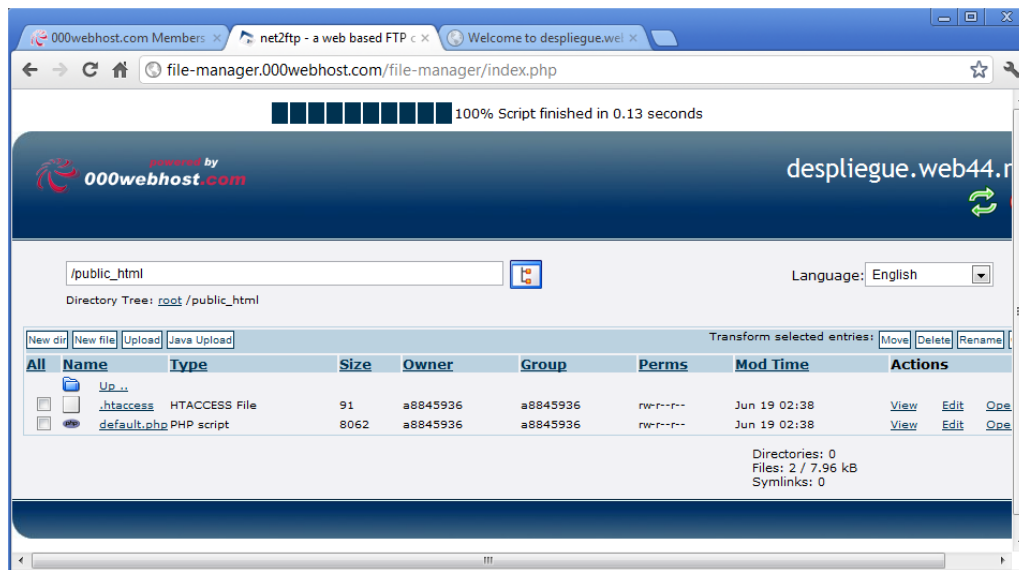 000webhost.com Members
net2ftp - a web based FTP c
Welcome to despliegue.wel
file-manager.000webhost.com/file-manager/index.php
100% Script finished in 0.13 seconds
powered by
000webhost.com
despliegue.web44.r
/public_html
Language: English
Directory Tree: root /public_html
New dir New file Upload Java Upload Transform selected entries: Move Delete Rename
All Name Type Size Owner Group Perms Mod Time Actions
Up ..
.htaccess HTACCESS File 91 a8845936 a8845936 rw-r--r-- Jun 19 02:38 View Edit Ope
default.php PHP script 8062 a8845936 a8845936 rw-r--r-- Jun 19 02:38 View Edit Ope
Directories: 0
Files: 2 / 7.96 kB
Symlinks: 0